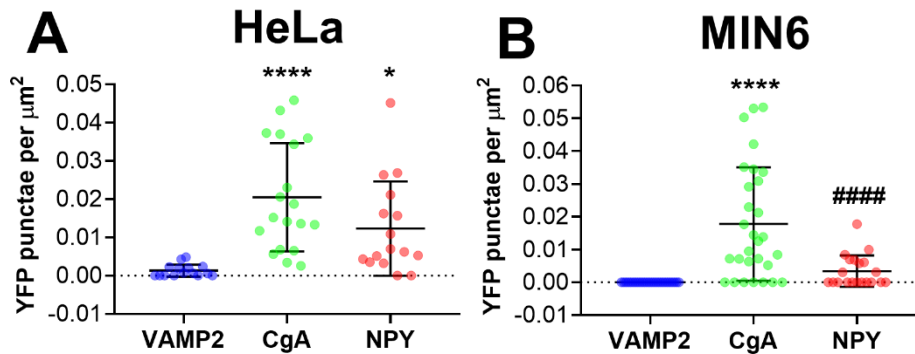 A
HeLa
YFP punctae per μm²
0.05
0.04
0.03
0.02
0.01
0.00
-0.01
****
*
VAMP2
CgA
NPY
B
MIN6
YFP punctae per μm²
0.06
0.05
0.04
0.03
0.02
0.01
0.00
0.01
****
####
VAMP2
CgA
NPY